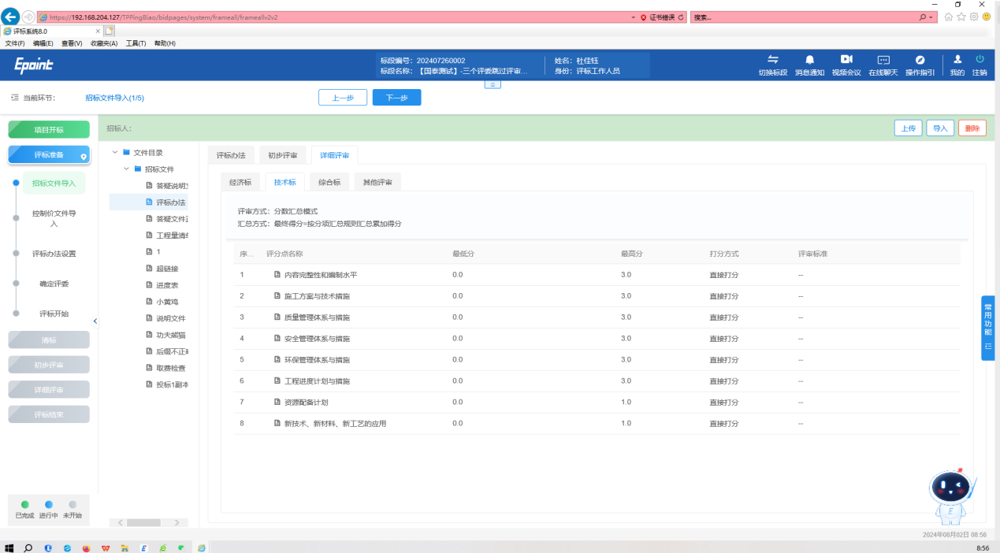 https://192.168.204.127/TPPingBiao/bidpages/system/frameall/frameallv2v2
证书错误
搜索...
评标系统8.0
文件(F) 编辑(E) 查看(V) 收藏夹(A) 工具(T) 帮助(H)
Epoint
标段编号：202407260002
标段名称：【国泰测试】-三个评委跳过评审...
姓名：杜佳钰
身份：评标工作人员
切换标段 消息通知 视频会议 在线聊天 操作指引 我的 注销
当前环节： 招标文件导入(1/5)
上一步 下一步
项目开标
评标准备
招标文件导入
控制价文件导
入
评标办法设置
确定评委
评标开始
清标
初步评审
详细评审
评标结束
已完成 进行中 未开始
招标人：
上传 导入 删除
文件目录
招标文件
答疑说明
评标办法
答疑文件
工程量清
1
超链接
进度表
小黄鸡
说明文件
功夫熊猫
后缀不正
取费检查
投标1副本
评标办法 初步评审 详细评审
经济标 技术标 综合标 其他评审
评审方式：分数汇总模式
汇总方式：最终得分=按分项汇总规则汇总累加得分
序... 评分点名称 最低分 最高分 打分方式 评审标准
1 内容完整性和编制水平 0.0 3.0 直接打分 --
2 施工方案与技术措施 0.0 3.0 直接打分 --
3 质量管理体系与措施 0.0 3.0 直接打分 --
4 安全管理体系与措施 0.0 3.0 直接打分 --
5 环保管理体系与措施 0.0 3.0 直接打分 --
6 工程进度计划与措施 0.0 3.0 直接打分 --
7 资源配备计划 0.0 1.0 直接打分 --
8 新技术、新材料、新工艺的应用 0.0 1.0 直接打分 --
常用功能
E
2024年08月02日 08:56
8:56